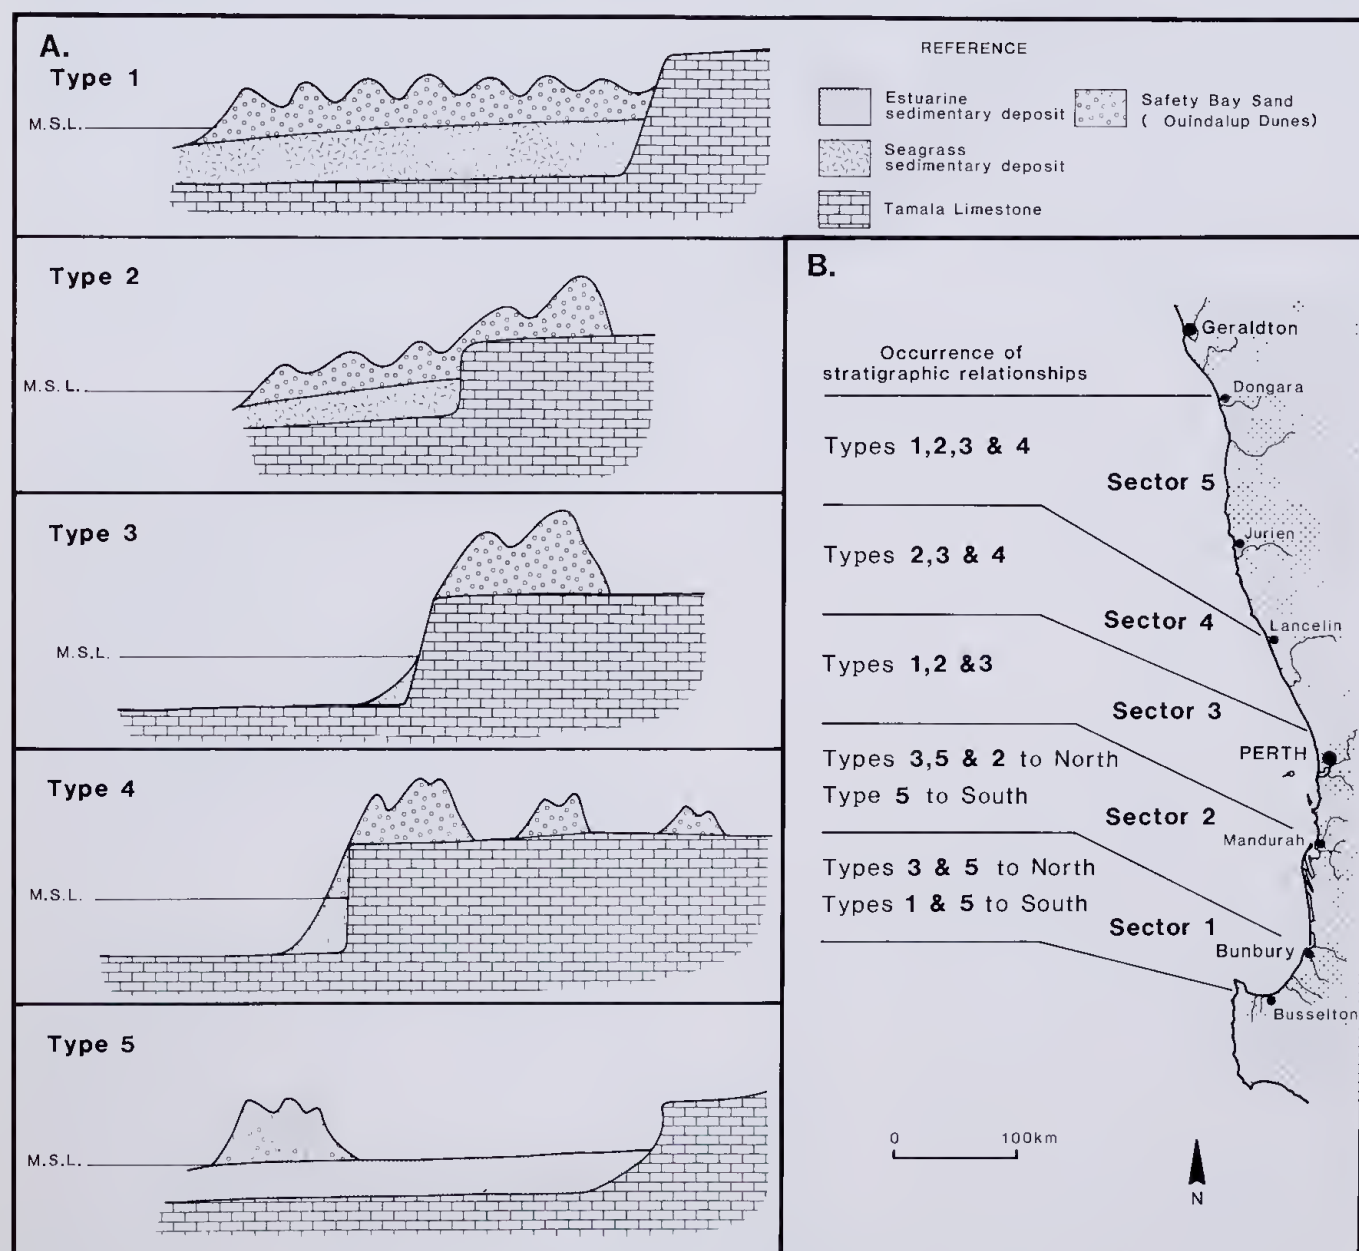 A.
Type 1
M.S.L.
REFERENCE
Estuarine
sedimentary deposit
Seagrass
sedimentary deposit
Tamala Limestone
Safety Bay Sand
( Ouindalup Dunes)
Type 2
M.S.L.
Type 3
M.S.L.
Type 4
M.S.L.
Type 5
M.S.L.
B.
Occurrence of
stratigraphic relationships
Types 1,2,3 & 4
Types 2,3 & 4
Types 1,2 &3
Types 3,5 & 2 to North
Type 5 to South
Types 3 & 5 to North
Types 1 & 5 to South
Sector 5
Sector 4
Sector 3
Sector 2
Sector 1
Geraldton
Dongara
Jurien
Lancelin
PERTH
Mandurah
Bunbury
Busselton
0 100km
N